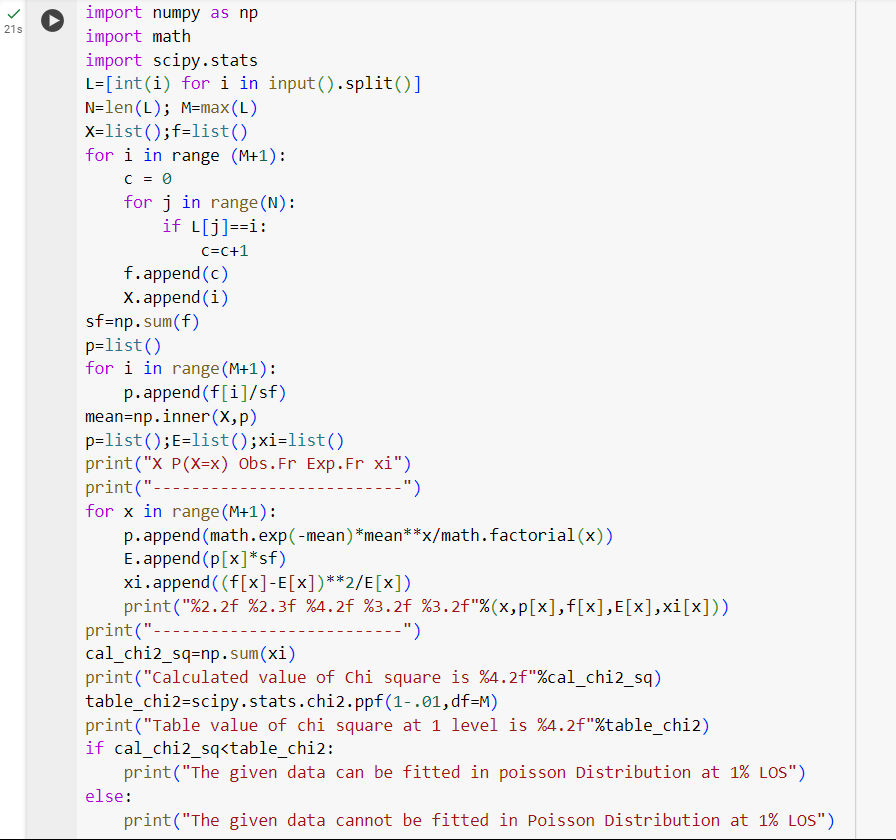 21s
import numpy as np
import math
import scipy.stats
L=[int(i) for i in input().split()]
N=len(L); M=max(L)
X=list();f=list()
for i in range (M+1):
    c = 0
    for j in range(N):
        if L[j]==i:
            c=c+1
    f.append(c)
    X.append(i)
sf=np.sum(f)
p=list()
for i in range(M+1):
    p.append(f[i]/sf)
mean=np.inner(X,p)
p=list();E=list();xi=list()
print("X P(X=x) Obs.Fr Exp.Fr xi")
print("--------------------------")
for x in range(M+1):
    p.append(math.exp(-mean)*mean**x/math.factorial(x))
    E.append(p[x]*sf)
    xi.append((f[x]-E[x])**2/E[x])
    print("%2.2f %2.3f %4.2f %3.2f %3.2f"%(x,p[x],f[x],E[x],xi[x]))
print("--------------------------")
cal_chi2_sq=np.sum(xi)
print("Calculated value of Chi square is %4.2f"%cal_chi2_sq)
table_chi2=scipy.stats.chi2.ppf(1-.01,df=M)
print("Table value of chi square at 1 level is %4.2f"%table_chi2)
if cal_chi2_sq<table_chi2:
    print("The given data can be fitted in poisson Distribution at 1% LOS")
else:
    print("The given data cannot be fitted in Poisson Distribution at 1% LOS")